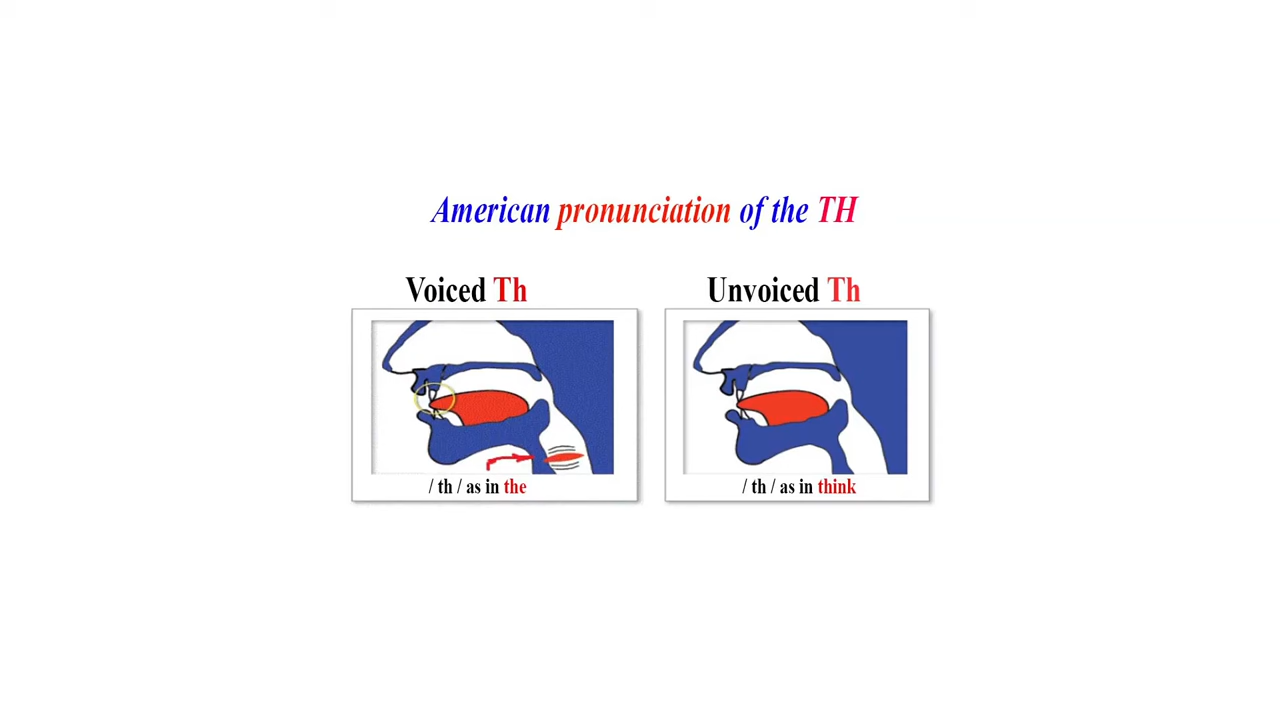 American pronunciation of the TH
Voiced Th
Unvoiced Th
/ th / as in the
/ th / as in think